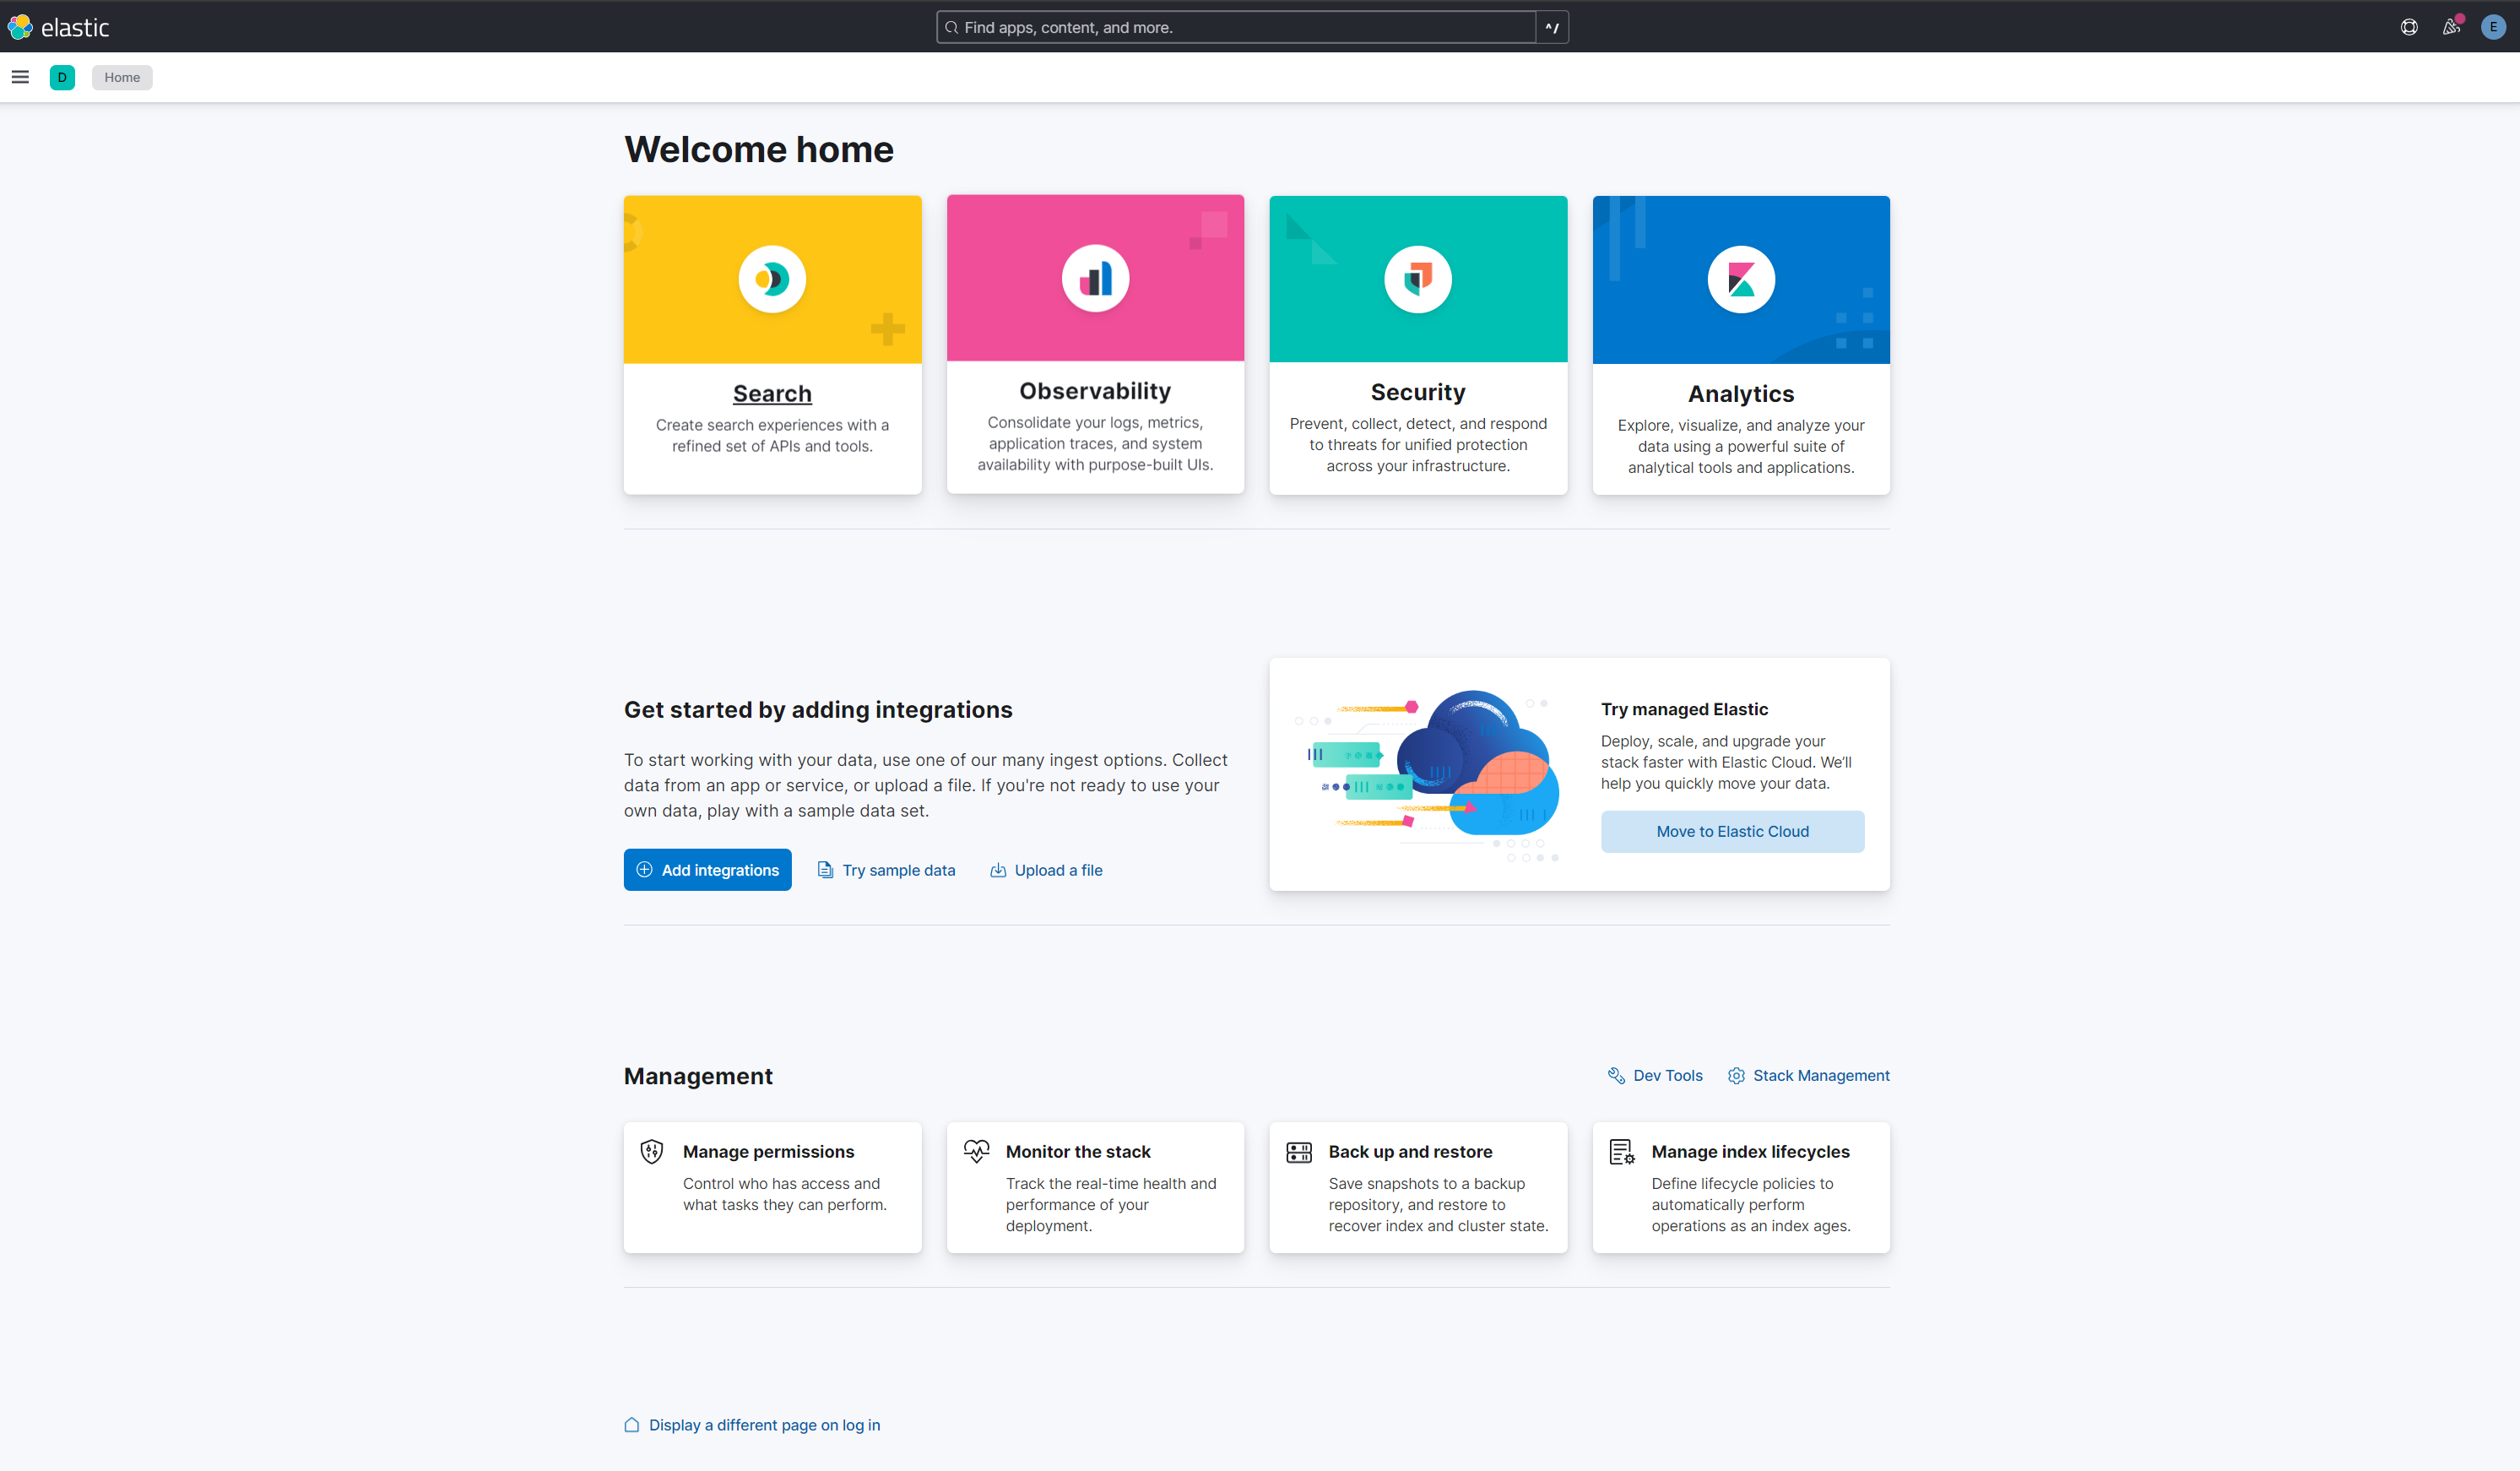 elastic
Find apps, content, and more.
^/
E
D
Home
Welcome home
Search
Create search experiences with a
refined set of APIs and tools.
Observability
Consolidate your logs, metrics,
application traces, and system
availability with purpose-built UIs.
Security
Prevent, collect, detect, and respond
to threats for unified protection
across your infrastructure.
Analytics
Explore, visualize, and analyze your
data using a powerful suite of
analytical tools and applications.
Get started by adding integrations
To start working with your data, use one of our many ingest options. Collect
data from an app or service, or upload a file. If you're not ready to use your
own data, play with a sample data set.
Add integrations
Try sample data
Upload a file
Try managed Elastic
Deploy, scale, and upgrade your
stack faster with Elastic Cloud. We’ll
help you quickly move your data.
Move to Elastic Cloud
Management
Dev Tools
Stack Management
Manage permissions
Control who has access and
what tasks they can perform.
Monitor the stack
Track the real-time health and
performance of your
deployment.
Back up and restore
Save snapshots to a backup
repository, and restore to
recover index and cluster state.
Manage index lifecycles
Define lifecycle policies to
automatically perform
operations as an index ages.
Display a different page on log in